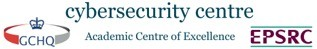 cybersecurity centre
GCHQ
Academic Centre of Excellence
EPSRC